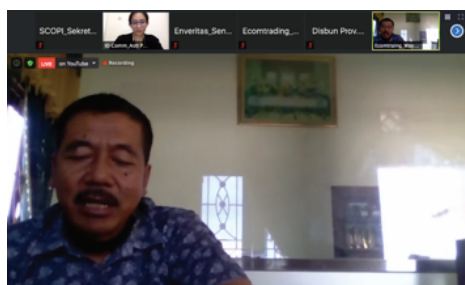 SCOPI_Sekret...
Enveritas_Sen...
Ecomtrading_...
Disbun Prov....
LIVE on YouTube
Recording